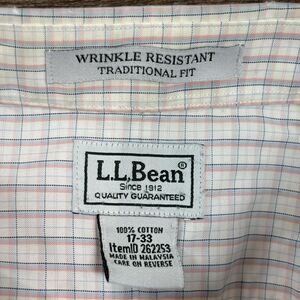 WRINKLE RESISTANT
TRADITIONAL FIT
L.L.Bean®
Since 1912
QUALITY GUARANTEED
100% COTTON
17-33
ItemID 262253
MADE IN MALAYSIA
CARE ON REVERSE